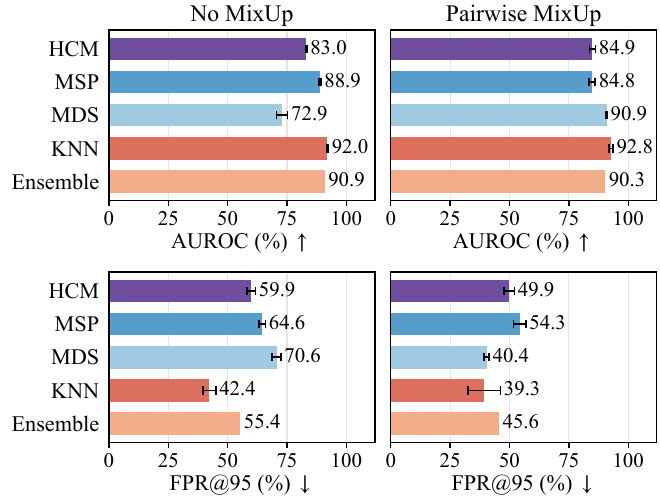 No MixUp
Pairwise MixUp
HCM
83.0
84.9
MSP
88.9
84.8
MDS
72.9
90.9
KNN
92.0
92.8
Ensemble
90.9
90.3
0 25 50 75 100
0 25 50 75 100
AUROC (%) ↑
AUROC (%) ↑
HCM
59.9
49.9
MSP
64.6
54.3
MDS
70.6
40.4
KNN
42.4
39.3
Ensemble
55.4
45.6
0 25 50 75 100
0 25 50 75 100
FPR@95 (%) ↓
FPR@95 (%) ↓